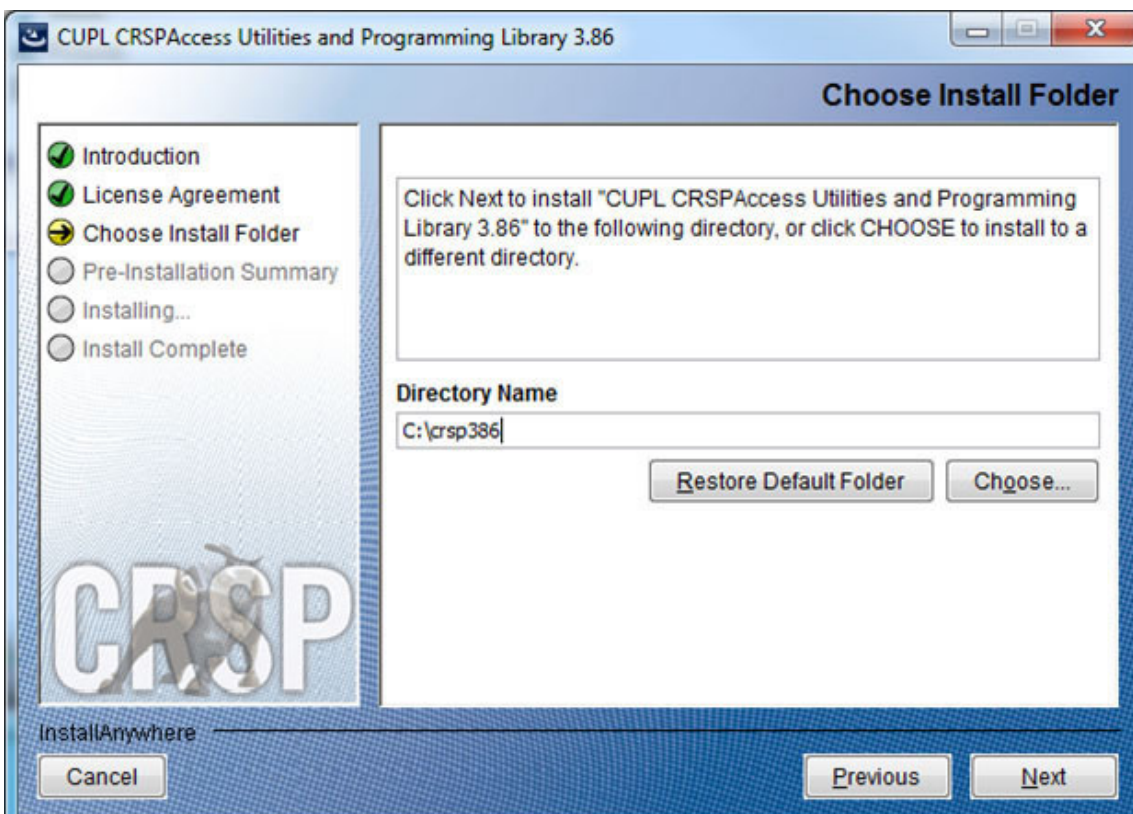 CUPL CRSPAccess Utilities and Programming Library 3.86
Choose Install Folder
Introduction
License Agreement
Choose Install Folder
Pre-Installation Summary
Installing...
Install Complete
CRSP
Click Next to install "CUPL CRSPAccess Utilities and Programming
Library 3.86" to the following directory, or click CHOOSE to install to a
different directory.
Directory Name
C:\crsp386
Restore Default Folder
Choose...
InstallAnywhere
Cancel
Previous
Next